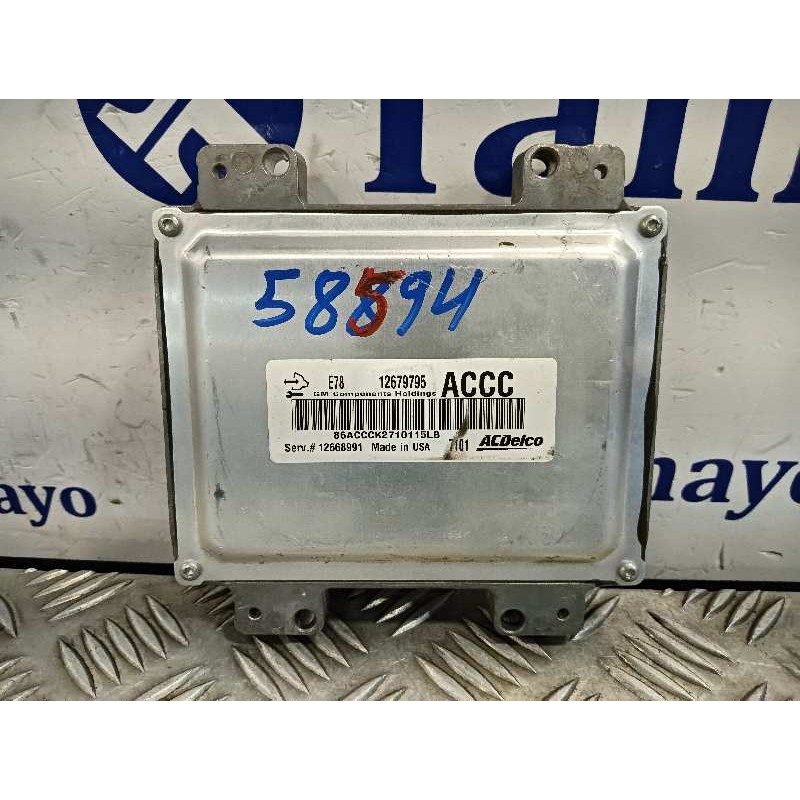 58594
E78 12679795 ACCC
GM Components Holdings
86ACCCK2710115LB
Serv.# 12668991 Made in USA 7101 ACDelco
ayo
nayo